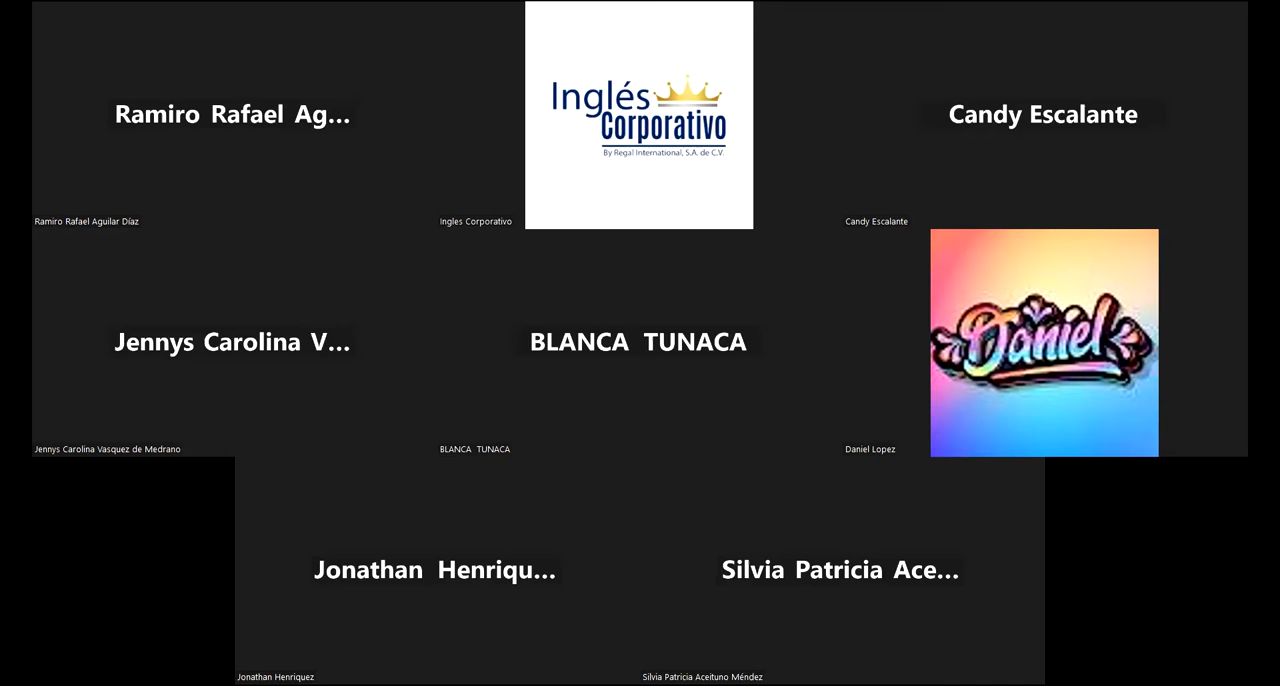 Ramiro Rafael Ag...
Inglés
Corporativo
By Regal International, S.A. de C.V.
Candy Escalante
Ramiro Rafael Aguilar Díaz
Ingles Corporativo
Candy Escalante
Jennys Carolina V...
BLANCA TUNACA
Daniel
Jennys Carolina Vasquez de Medrano
BLANCA TUNACA
Daniel Lopez
Jonathan Henriqu...
Silvia Patricia Ace...
Jonathan Henriquez
Silvia Patricia Aceituno Méndez